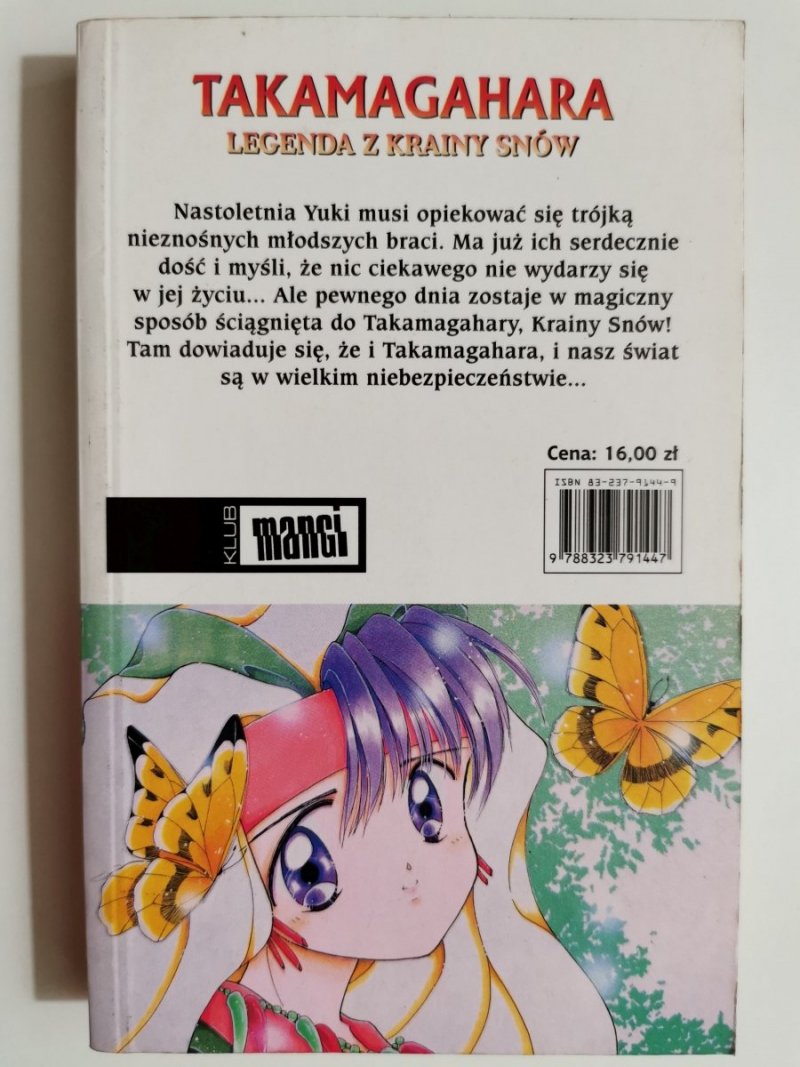 TAKAMAGAHARA
LEGENDA Z KRAINY SNÓW
Nastoletnia Yuki musi opiekować się trójką
nieznośnych młodszych braci. Ma już ich serdecznie
dość i myśli, że nic ciekawego nie wydarzy się
w jej życiu... Ale pewnego dnia zostaje w magiczny
sposób ściągnięta do Takamagahary, Krainy Snów!
Tam dowiaduje się, że i Takamagahara, i nasz świat
są w wielkim niebezpieczeństwie...
Cena: 16,00 zł
ISBN 83-237-9144-9
9 788323 791447
KLUB mangi